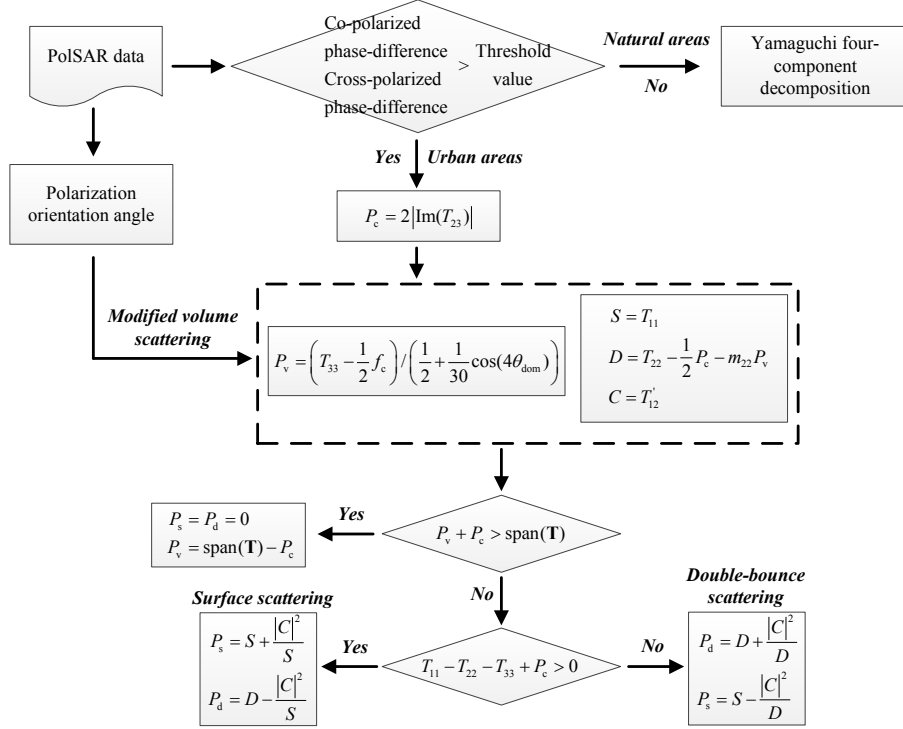 PolSAR data
Co-polarized
phase-difference
Cross-polarized
phase-difference
>
Threshold
value
Natural areas
No
Yamaguchi four-
component
decomposition
Polarization
orientation angle
Yes
Urban areas
P_c = 2|Im(T_23)|
Modified volume
scattering
P_v = (T_33 − 1/2 f_c) / (1/2 + 1/30 cos(4θ_dom))
S = T_11
D = T_22 − 1/2 P_c − m_22 P_v
C = T'_12
P_v + P_c > span(T)
Yes
P_s = P_d = 0
P_v = span(T) − P_c
No
Surface scattering
P_s = S + |C|²/S
P_d = D − |C|²/S
Yes
T_11 − T_22 − T_33 + P_c > 0
No
Double-bounce
scattering
P_d = D + |C|²/D
P_s = S − |C|²/D